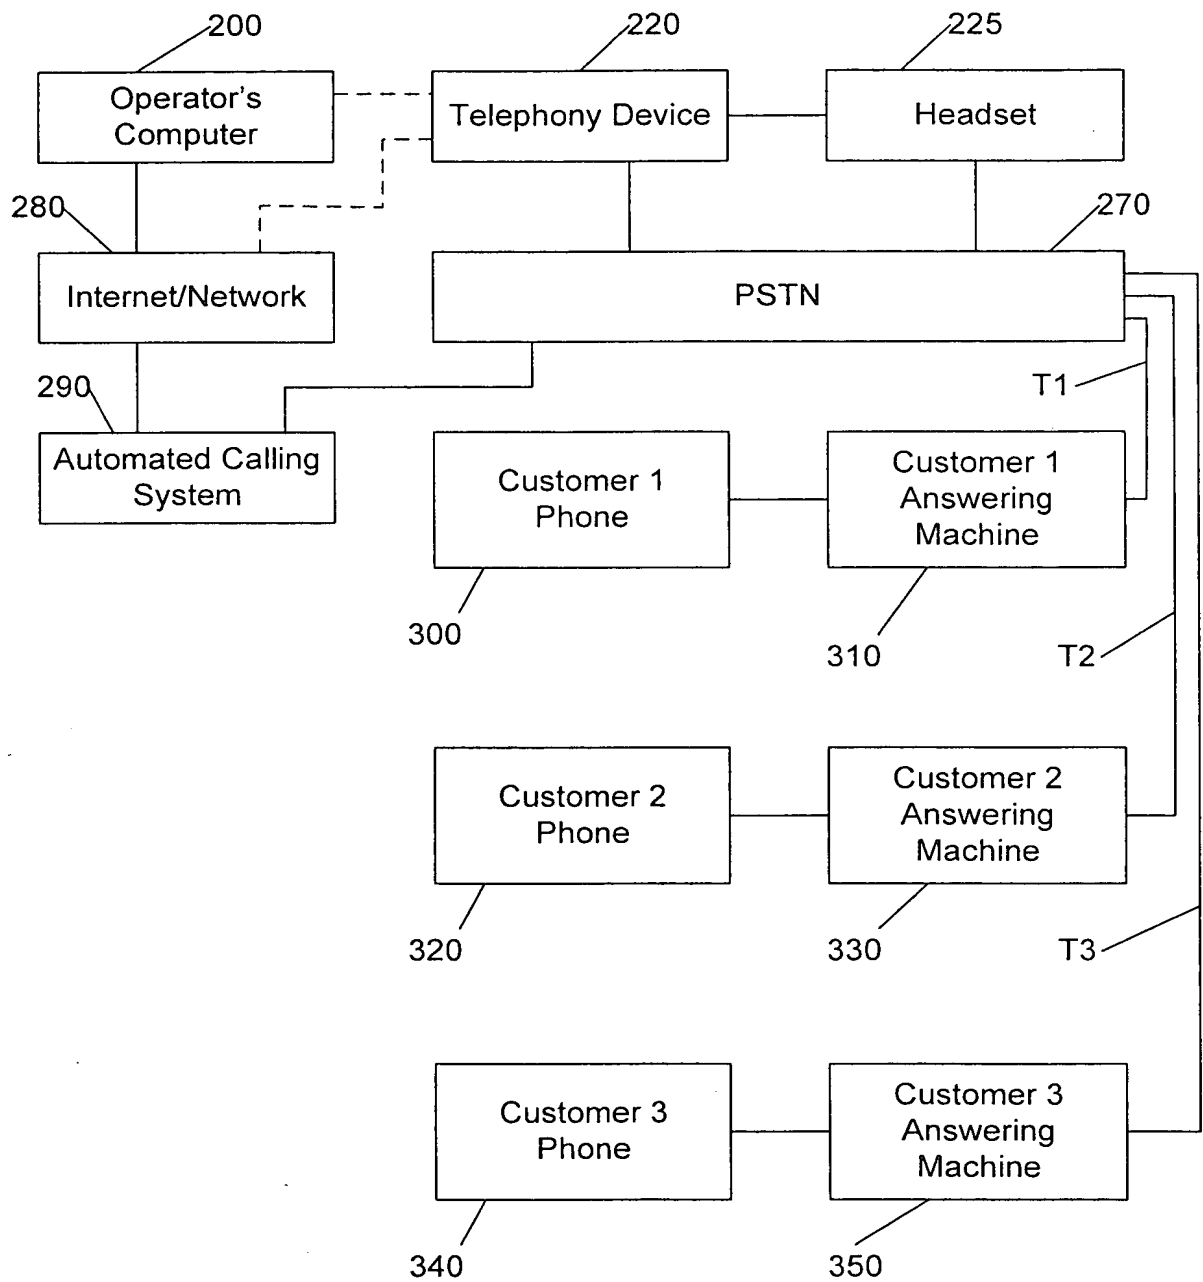 200
220
225
Operator's
Computer
Telephony Device
Headset
280
270
Internet/Network
PSTN
290
T1
Automated Calling
System
Customer 1
Phone
Customer 1
Answering
Machine
300
310
T2
Customer 2
Phone
Customer 2
Answering
Machine
320
330
T3
Customer 3
Phone
Customer 3
Answering
Machine
340
350